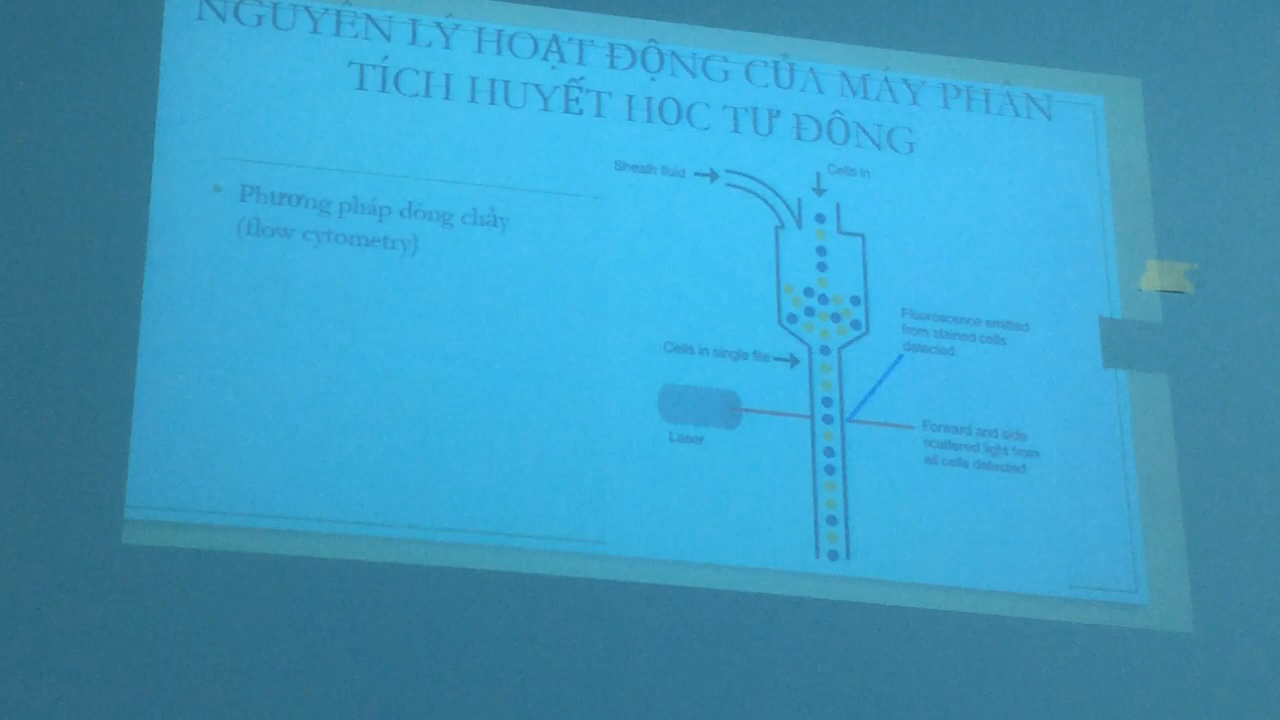 NGUYÊN LÝ HOẠT ĐỘNG CỦA MÁY PHÂN
TÍCH HUYẾT HỌC TỰ ĐỘNG
• Phương pháp dòng chảy
(flow cytometry)
Sheath fluid
Cells in
Cells in single file
Laser
Fluoroscence emitted
from stained cells
detected
Forward and side
scattered light from
all cells detected